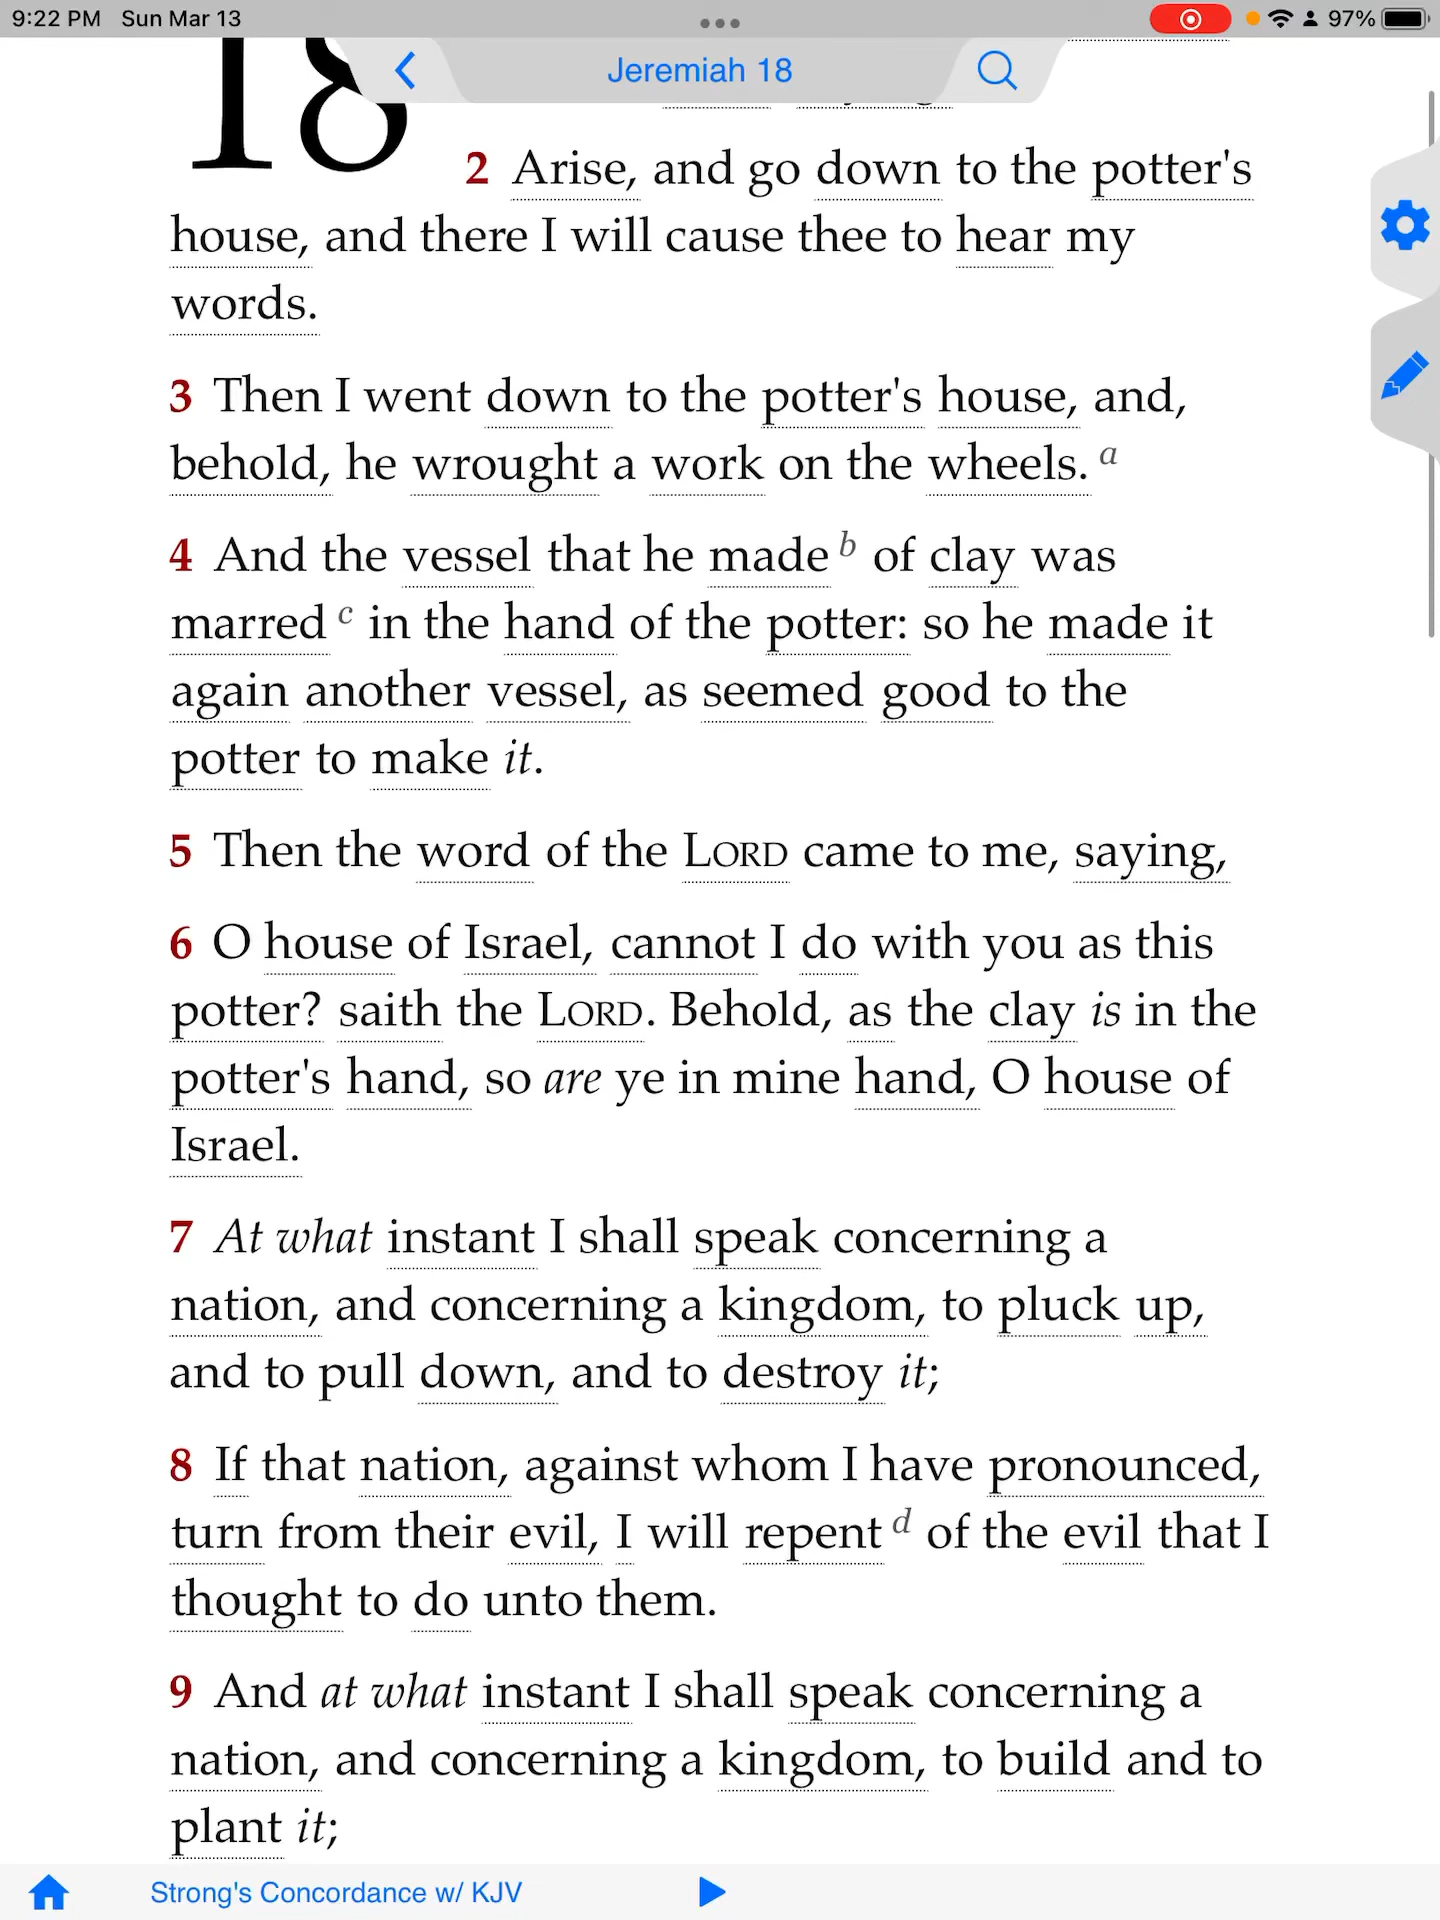 9:22 PM Sun Mar 13
97%
Jeremiah 18
18
2 Arise, and go down to the potter's
house, and there I will cause thee to hear my
words.
3 Then I went down to the potter's house, and,
behold, he wrought a work on the wheels. a
4 And the vessel that he made b of clay was
marred c in the hand of the potter: so he made it
again another vessel, as seemed good to the
potter to make it.
5 Then the word of the LORD came to me, saying,
6 O house of Israel, cannot I do with you as this
potter? saith the LORD. Behold, as the clay is in the
potter's hand, so are ye in mine hand, O house of
Israel.
7 At what instant I shall speak concerning a
nation, and concerning a kingdom, to pluck up,
and to pull down, and to destroy it;
8 If that nation, against whom I have pronounced,
turn from their evil, I will repent d of the evil that I
thought to do unto them.
9 And at what instant I shall speak concerning a
nation, and concerning a kingdom, to build and to
plant it;
Strong's Concordance w/ KJV